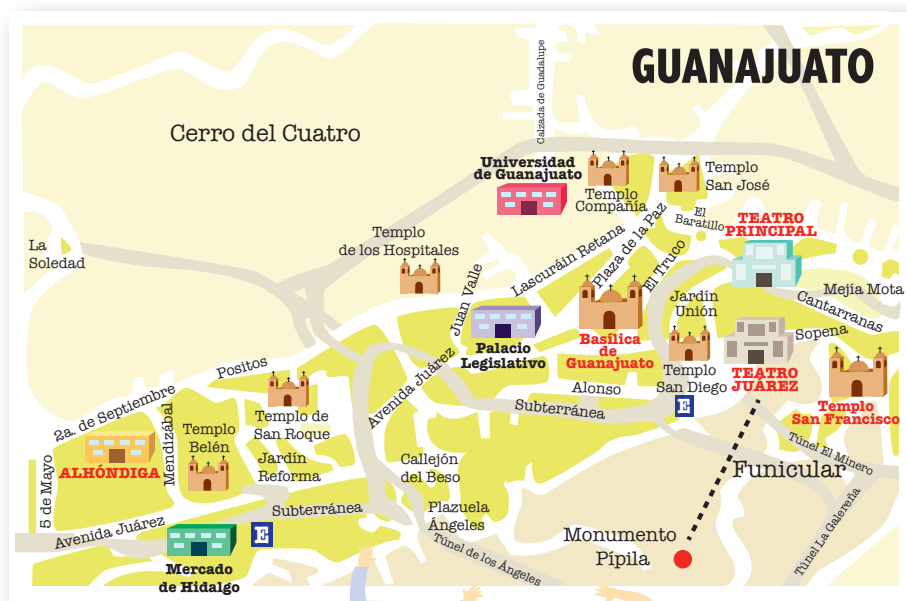 GUANAJUATO
Calzada de Guadalupe
Cerro del Cuatro
Universidad
de Guanajuato
Templo
Compañía
Templo
San José
El
Baratillo
TEATRO
PRINCIPAL
Templo
de los Hospitales
La
Soledad
Lascuráin Retana
Plaza de la Paz
El Truco
Juan Valle
Jardín
Unión
Mejía Mota
Cantarranas
Sopena
Palacio
Legislativo
Basílica
de
Guanajuato
Templo
San Diego
TEATRO
JUÁREZ
Templo
San Francisco
Positos
Avenida Juárez
Alonso
Subterránea
E
2a. de Septiembre
Mendizábal
Templo de
San Roque
Templo
Belén
ALHÓNDIGA
Jardín
Reforma
Callejón
del Beso
Túnel El Minero
Funicular
5 de Mayo
Avenida Juárez
Subterránea
E
Plazuela
Ángeles
Túnel de los Ángeles
Túnel La Galereña
Monumento
Pípila
Mercado
de Hidalgo